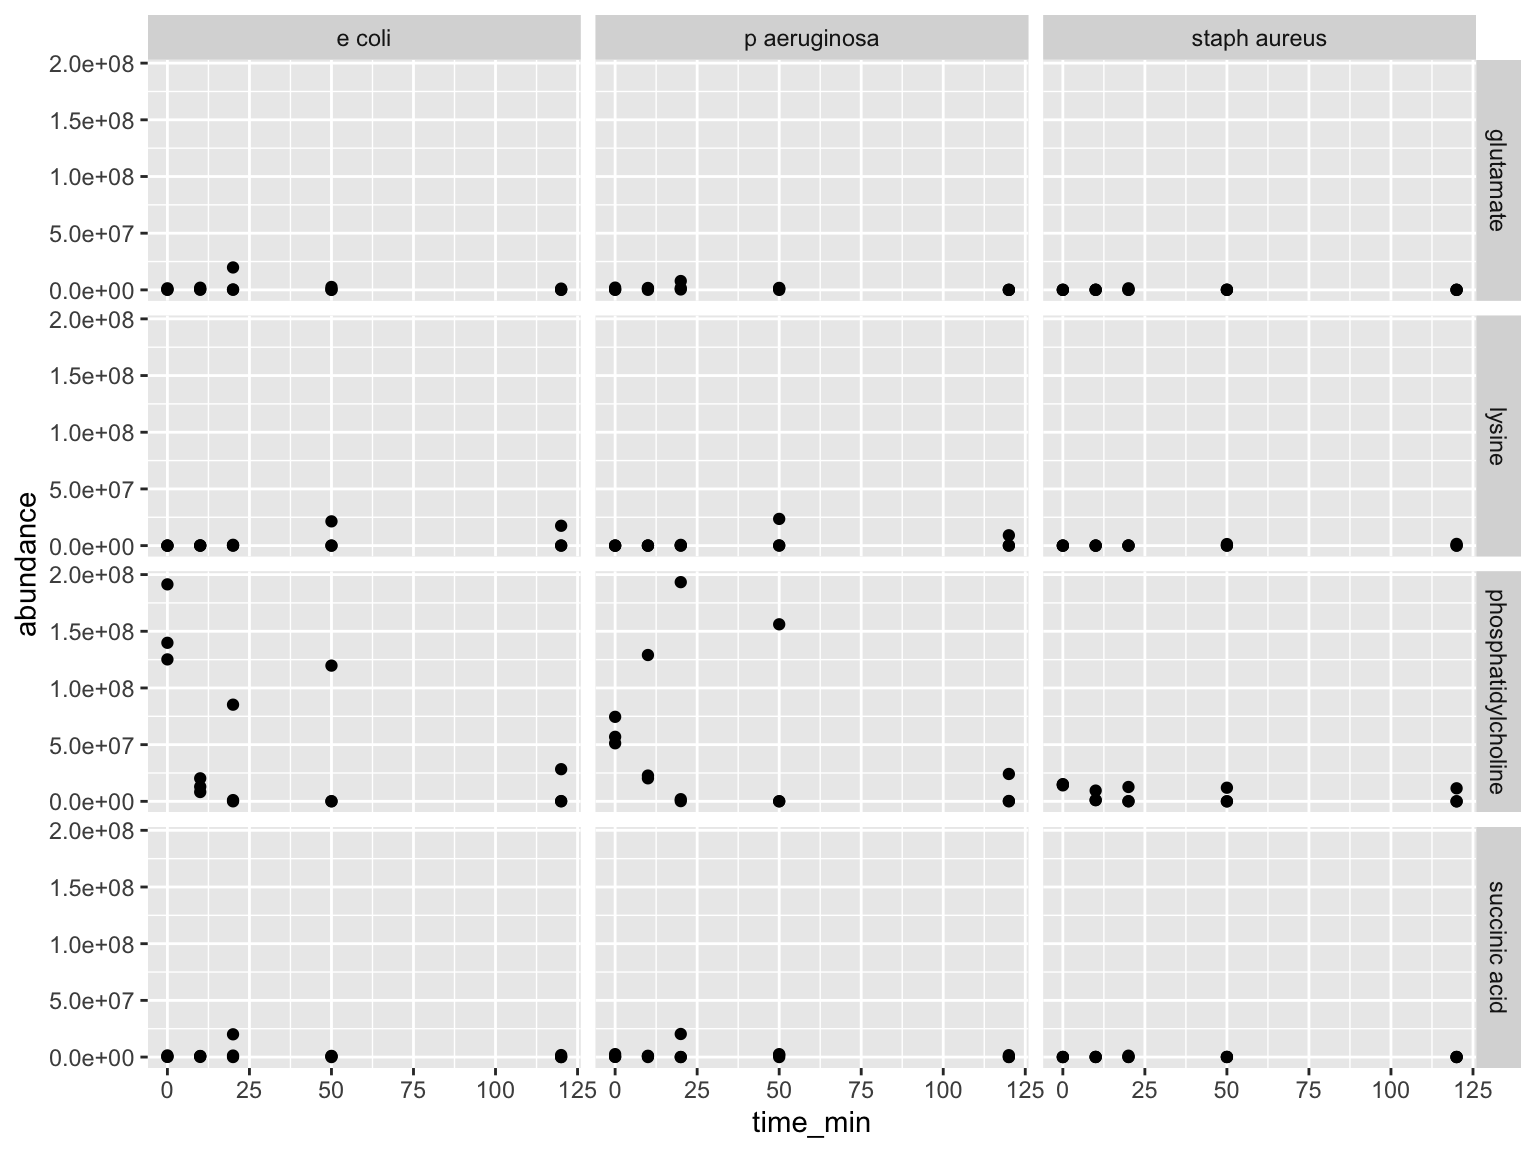 e coli p aeruginosa staph aureus
2.0e+08
1.5e+08
1.0e+08
5.0e+07
0.0e+00
glutamate
2.0e+08
1.5e+08
1.0e+08
5.0e+07
0.0e+00
lysine
abundance
2.0e+08
1.5e+08
1.0e+08
5.0e+07
0.0e+00
phosphatidylcholine
2.0e+08
1.5e+08
1.0e+08
5.0e+07
0.0e+00
succinic acid
0 25 50 75 100 125 0 25 50 75 100 125 0 25 50 75 100 125
time_min